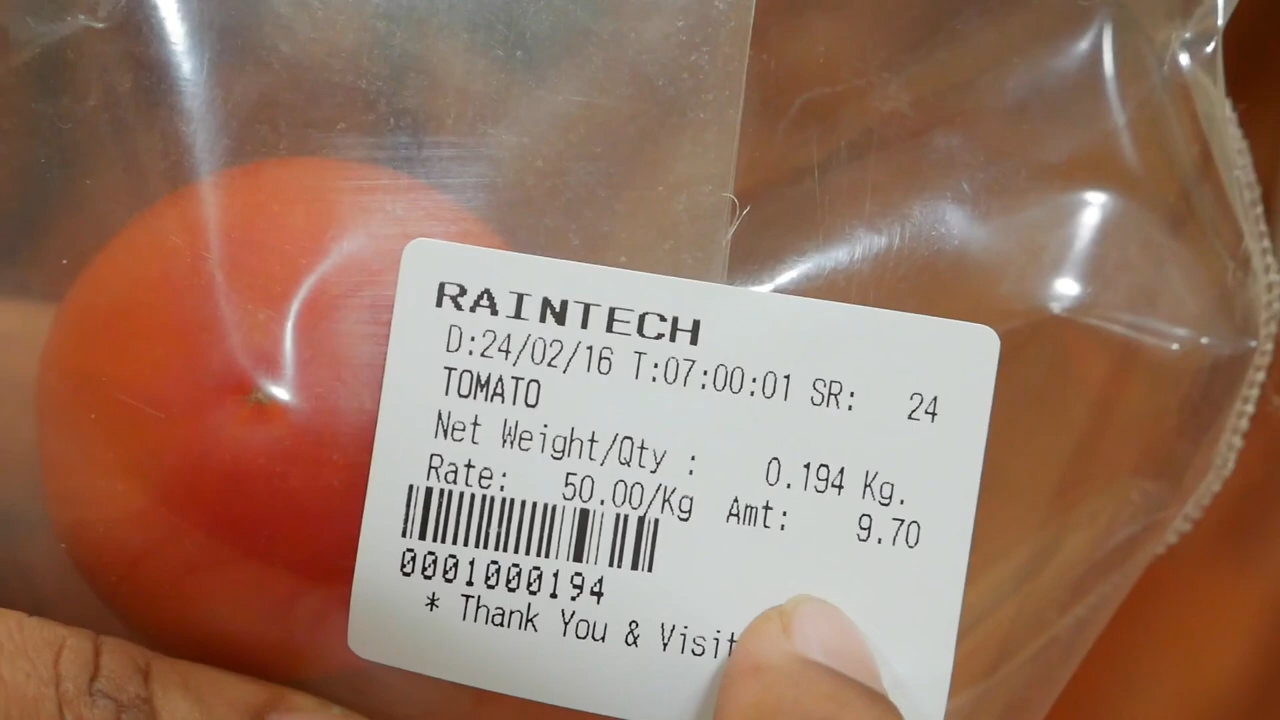 RAINTECH
D:24/02/16 T:07:00:01 SR: 24
TOMATO
Net Weight/Qty : 0.194 Kg.
Rate: 50.00/Kg Amt: 9.70
0001000194
* Thank You & Visit